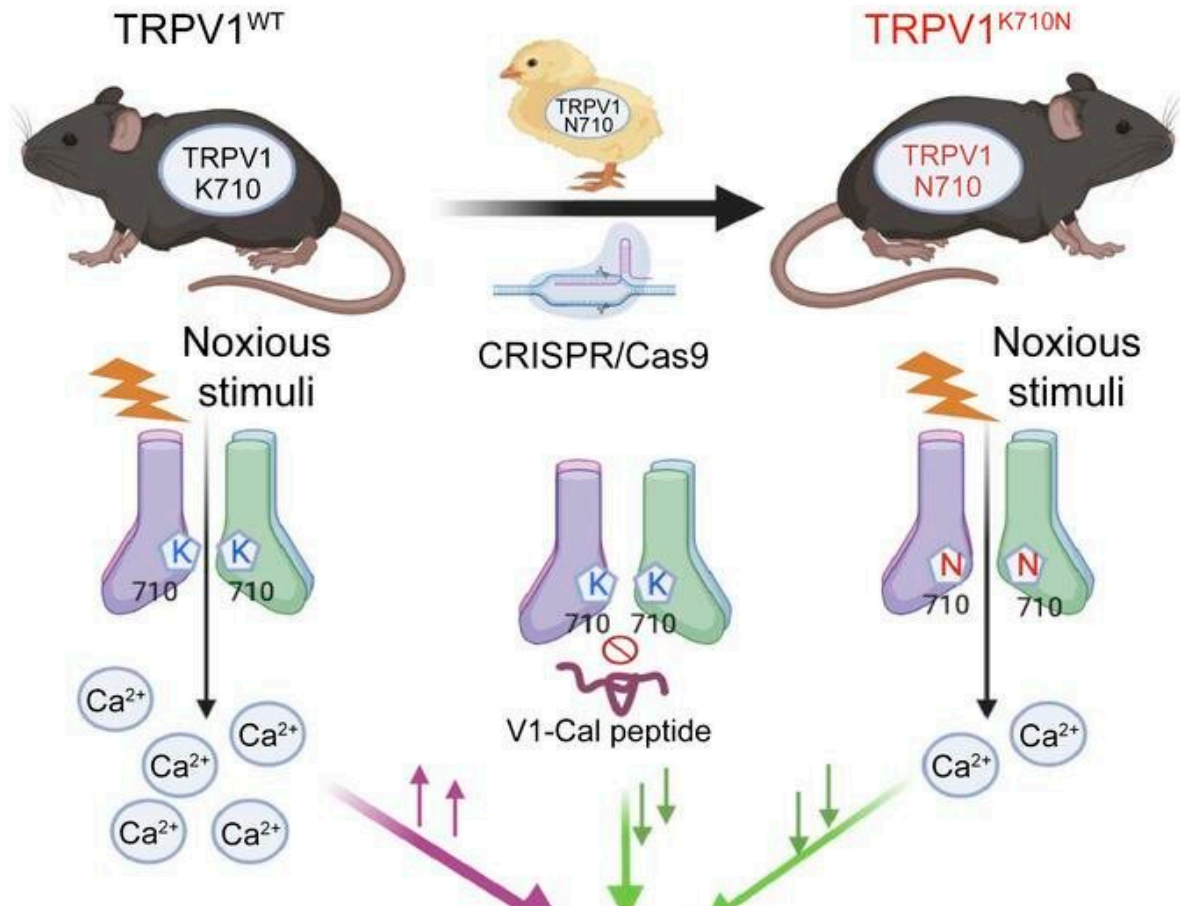 TRPV1WT
TRPV1K710N
TRPV1
K710
TRPV1
N710
TRPV1
N710
CRISPR/Cas9
Noxious
stimuli
Noxious
stimuli
K
K
710
710
K
K
710
710
V1-Cal peptide
N
N
710
710
Ca2+
Ca2+
Ca2+
Ca2+
Ca2+
Ca2+
Ca2+